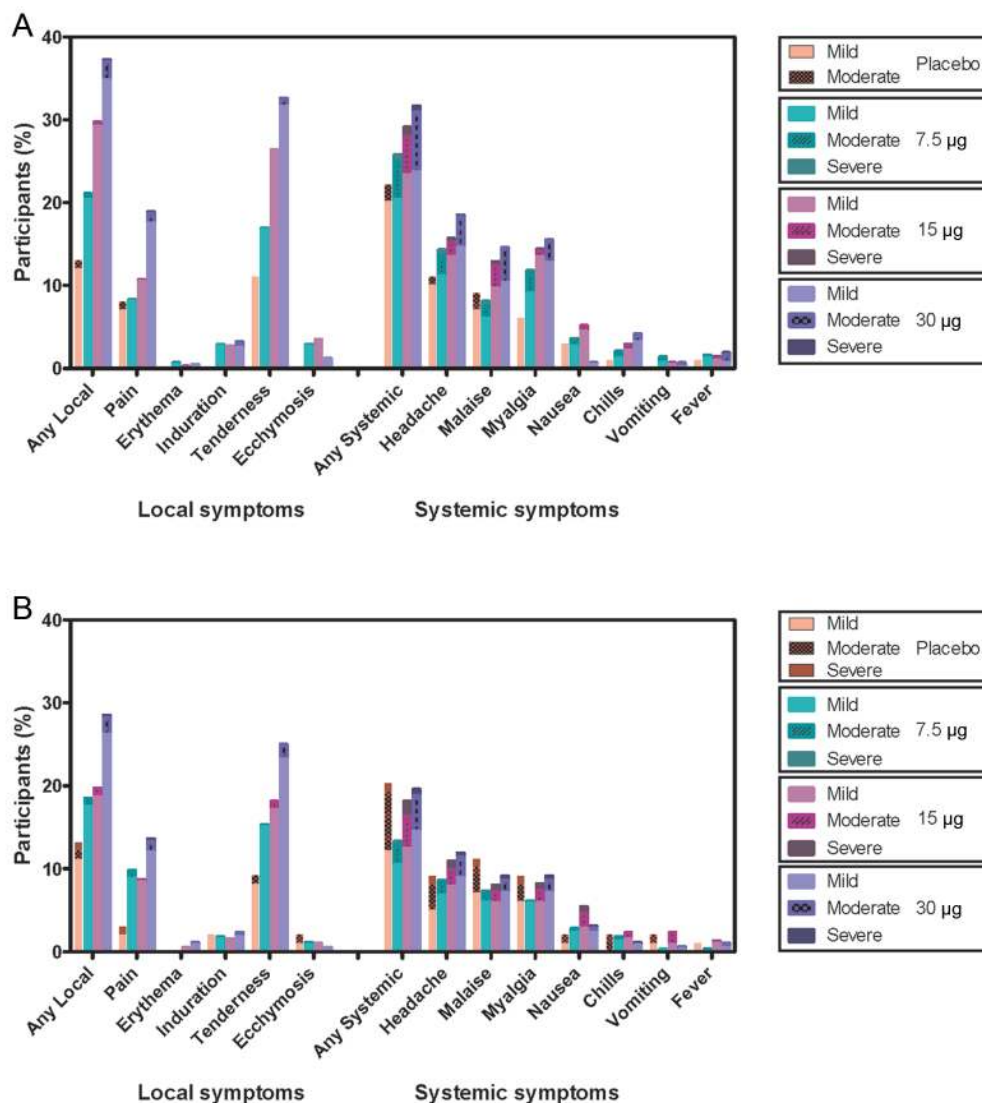 A
40
30
20
10
0
Participants (%)
Any Local
Pain
Erythema
Induration
Tenderness
Ecchymosis
Any Systemic
Headache
Malaise
Myalgia
Nausea
Chills
Vomiting
Fever
Local symptoms
Systemic symptoms
Mild
Moderate Placebo
Mild
Moderate 7.5 µg
Severe
Mild
Moderate 15 µg
Severe
Mild
Moderate 30 µg
Severe
B
40
30
20
10
0
Participants (%)
Any Local
Pain
Erythema
Induration
Tenderness
Ecchymosis
Any Systemic
Headache
Malaise
Myalgia
Nausea
Chills
Vomiting
Fever
Local symptoms
Systemic symptoms
Mild
Moderate Placebo
Severe
Mild
Moderate 7.5 µg
Severe
Mild
Moderate 15 µg
Severe
Mild
Moderate 30 µg
Severe